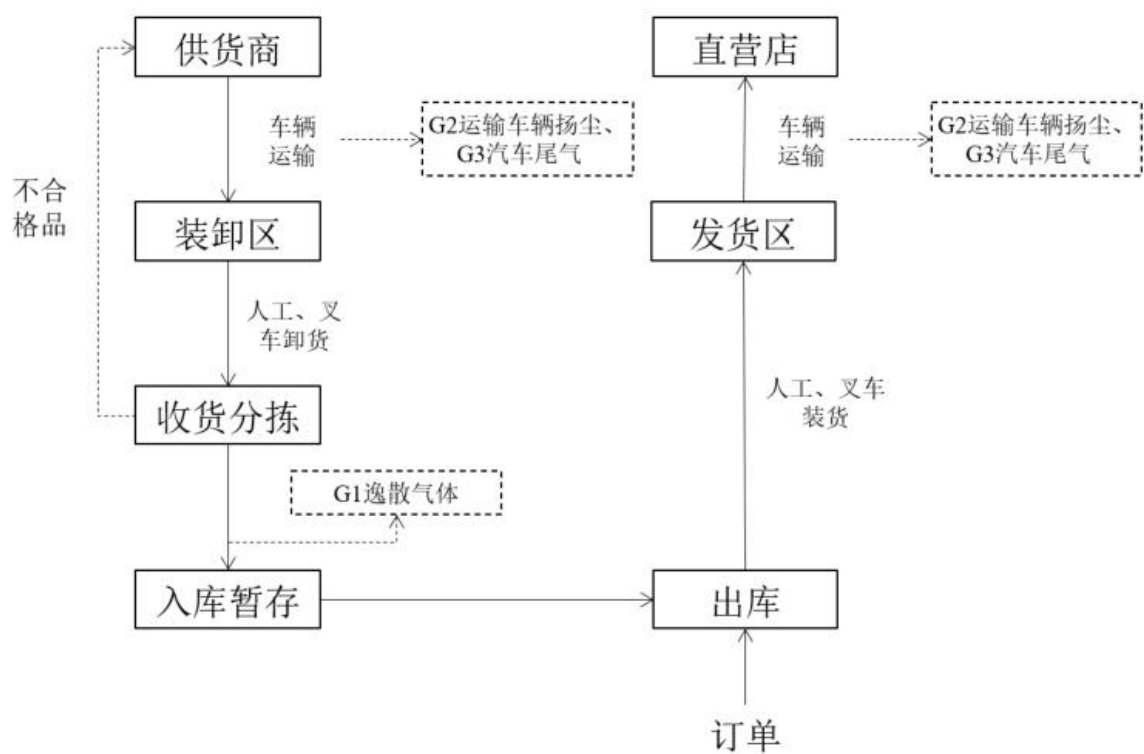 供货商
直营店
车辆
运输
G2运输车辆扬尘、
G3汽车尾气
车辆
运输
G2运输车辆扬尘、
G3汽车尾气
不合
格品
装卸区
发货区
人工、叉
车卸货
人工、叉车
装货
收货分拣
G1逸散气体
入库暂存
出库
订单